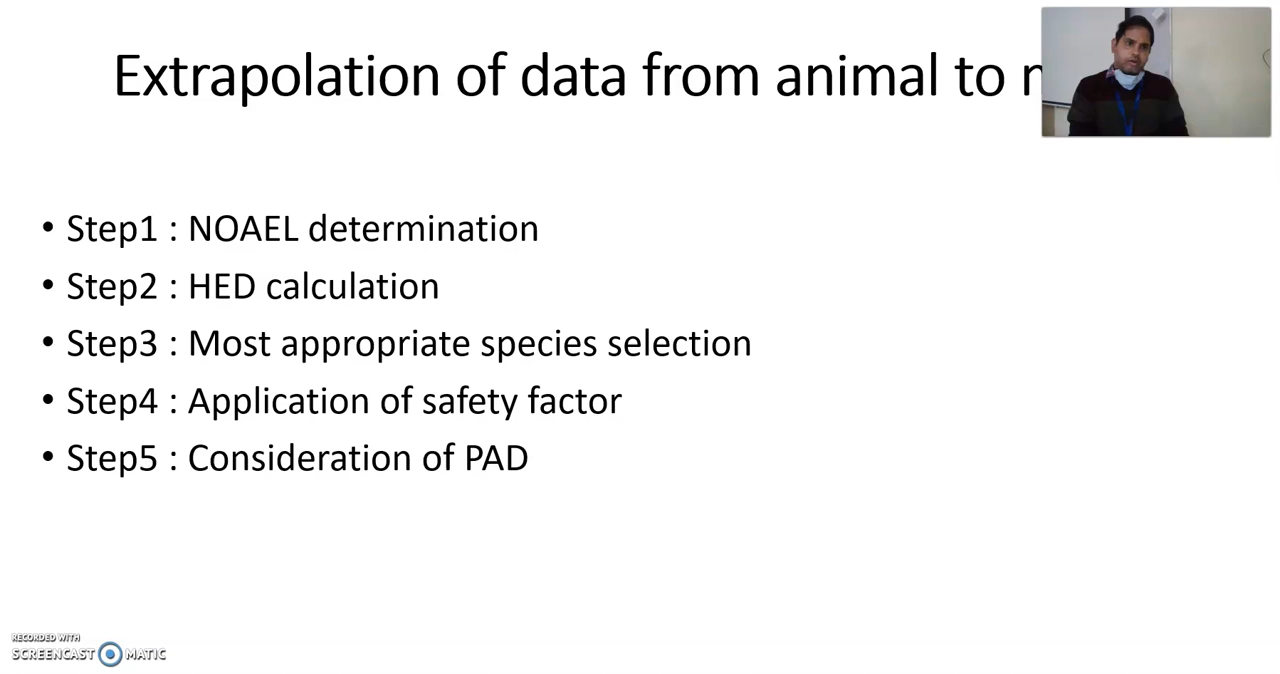 Extrapolation of data from animal to
• Step1 : NOAEL determination
• Step2 : HED calculation
• Step3 : Most appropriate species selection
• Step4 : Application of safety factor
• Step5 : Consideration of PAD
RECORDED WITH
SCREENCAST MATIC